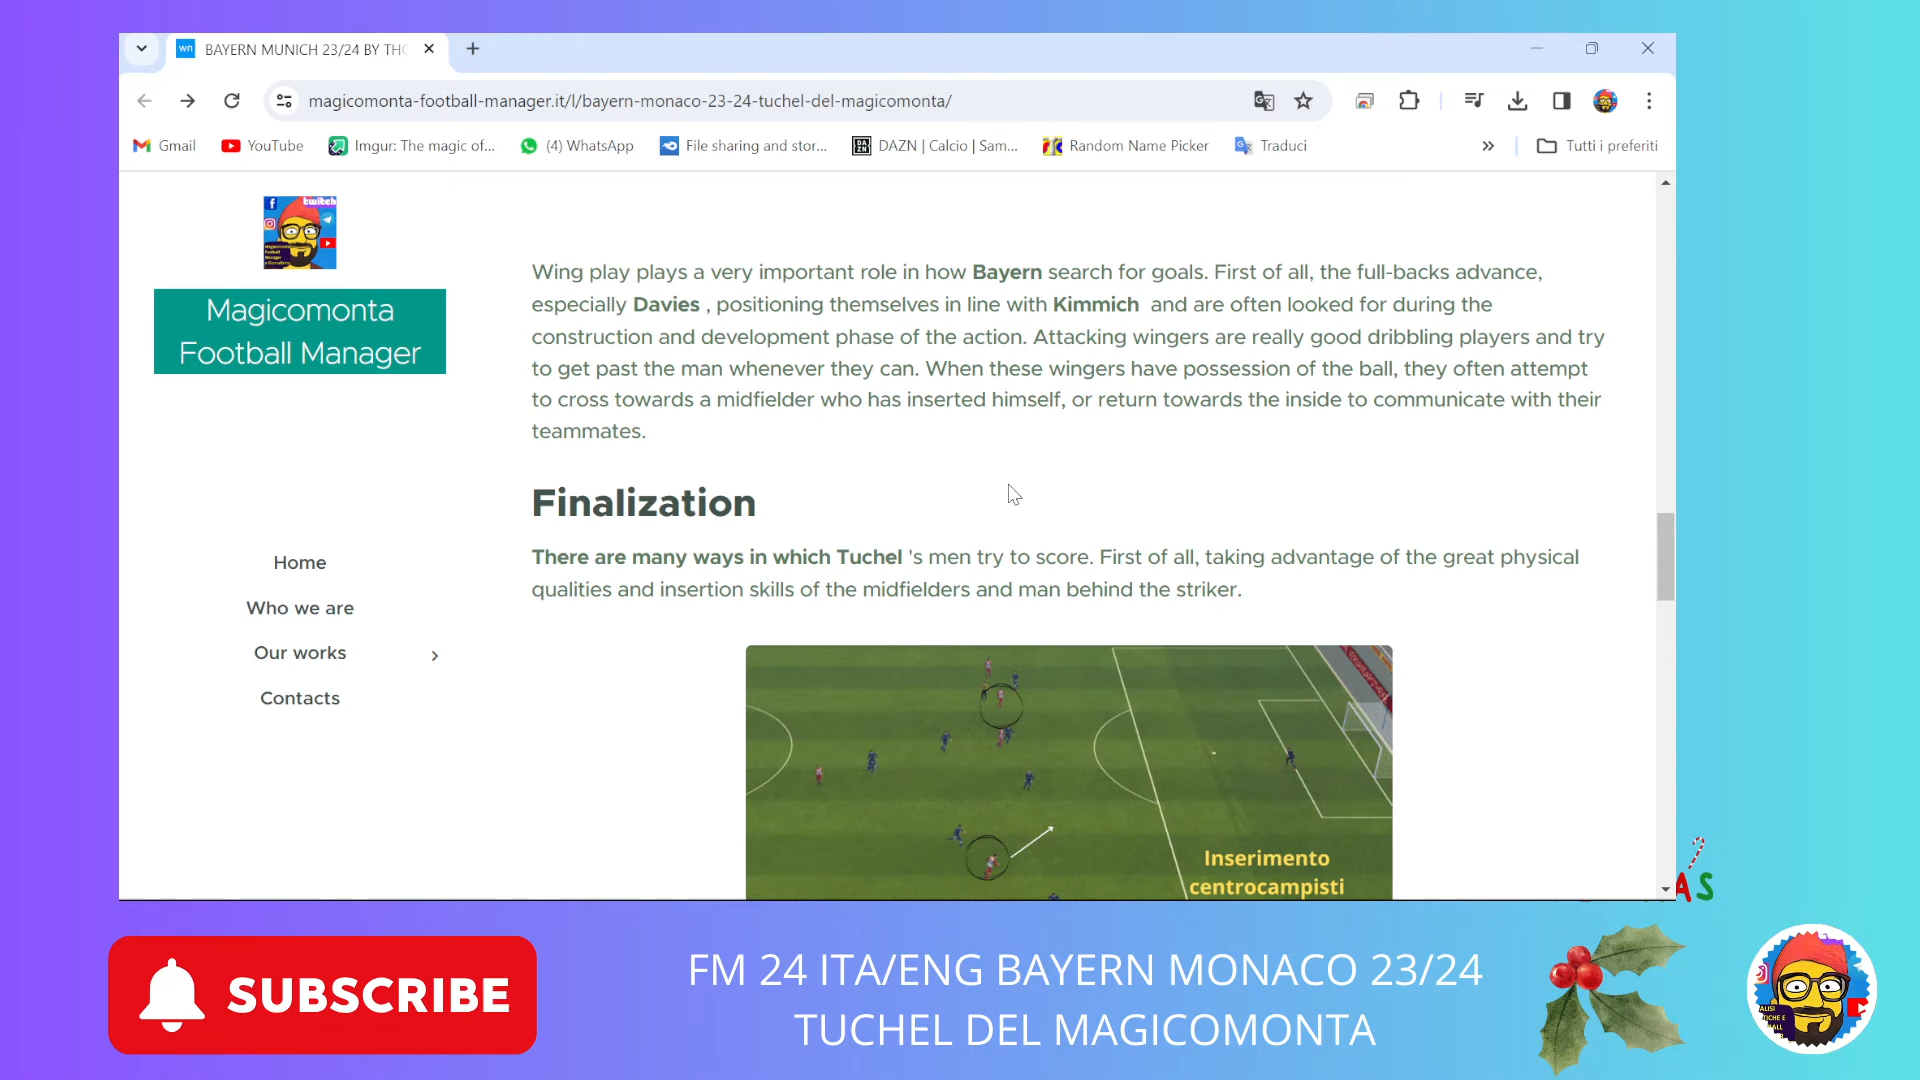 BAYERN MUNICH 23/24 BY THO
magicomonta-football-manager.it/l/bayern-monaco-23-24-tuchel-del-magicomonta/
Gmail
YouTube
Imgur: The magic of...
(4) WhatsApp
File sharing and stor...
DAZN | Calcio | Sam...
Random Name Picker
Traduci
Tutti i preferiti
twitch
Magicomonta
Football Manager
Home
Who we are
Our works
Contacts
Wing play plays a very important role in how Bayern search for goals. First of all, the full-backs advance,
especially Davies , positioning themselves in line with Kimmich and are often looked for during the
construction and development phase of the action. Attacking wingers are really good dribbling players and try
to get past the man whenever they can. When these wingers have possession of the ball, they often attempt
to cross towards a midfielder who has inserted himself, or return towards the inside to communicate with their
teammates.
Finalization
There are many ways in which Tuchel 's men try to score. First of all, taking advantage of the great physical
qualities and insertion skills of the midfielders and man behind the striker.
Inserimento
centrocampisti
AS
SUBSCRIBE
FM 24 ITA/ENG BAYERN MONACO 23/24
TUCHEL DEL MAGICOMONTA